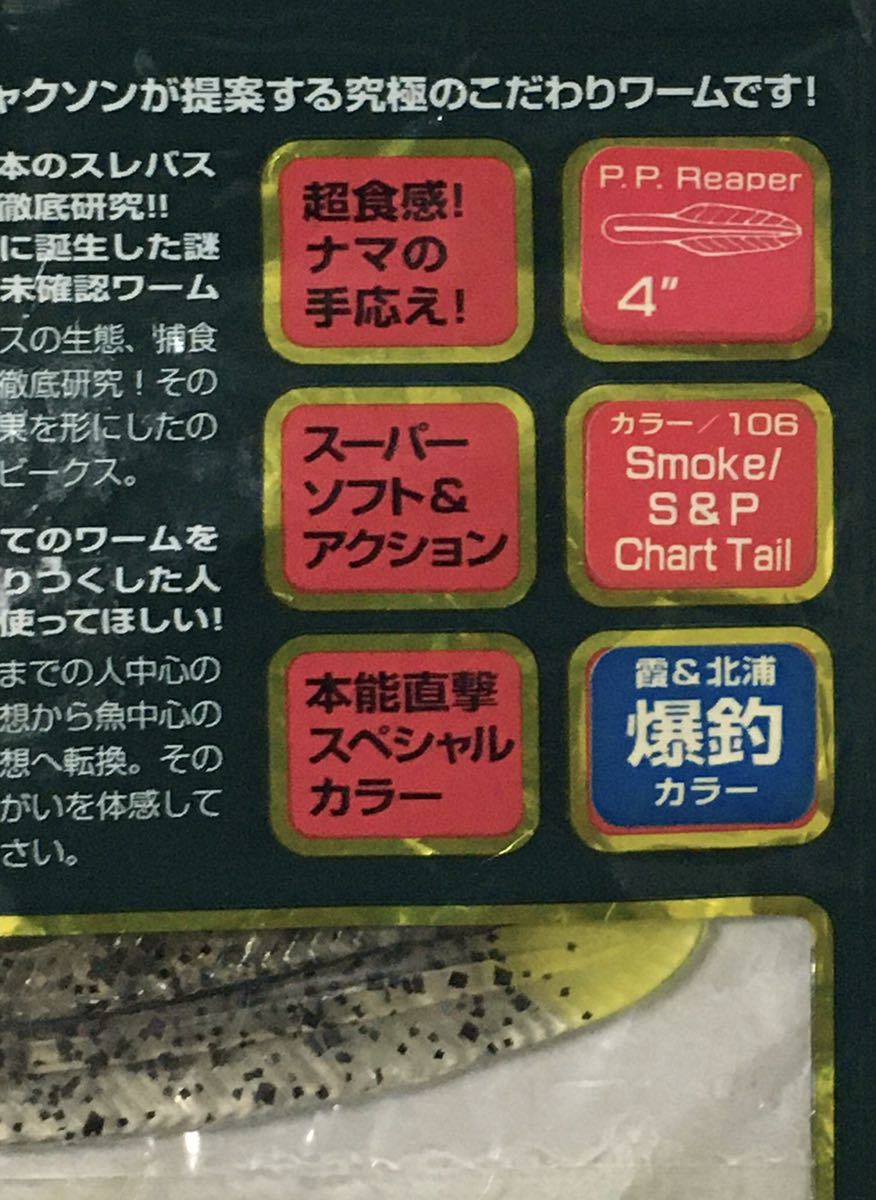 ャクソンが提案する究極のこだわりワームです!
本のスレバス
徹底研究!!
に誕生した謎
未確認ワーム
スの生態、捕食
徹底研究！その
果を形にしたの
ビークス。
てのワームを
りつくした人
使ってほしい!
までの人中心の
想から魚中心の
想へ転換。その
がいを体感して
さい。
超食感!
ナマの
手応え!
P.P. Reaper
4"
スーパー
ソフト&
アクション
カラー／106
Smoke/
S&P
Chart Tail
本能直撃
スペシャル
カラー
霞&北浦
爆釣
カラー